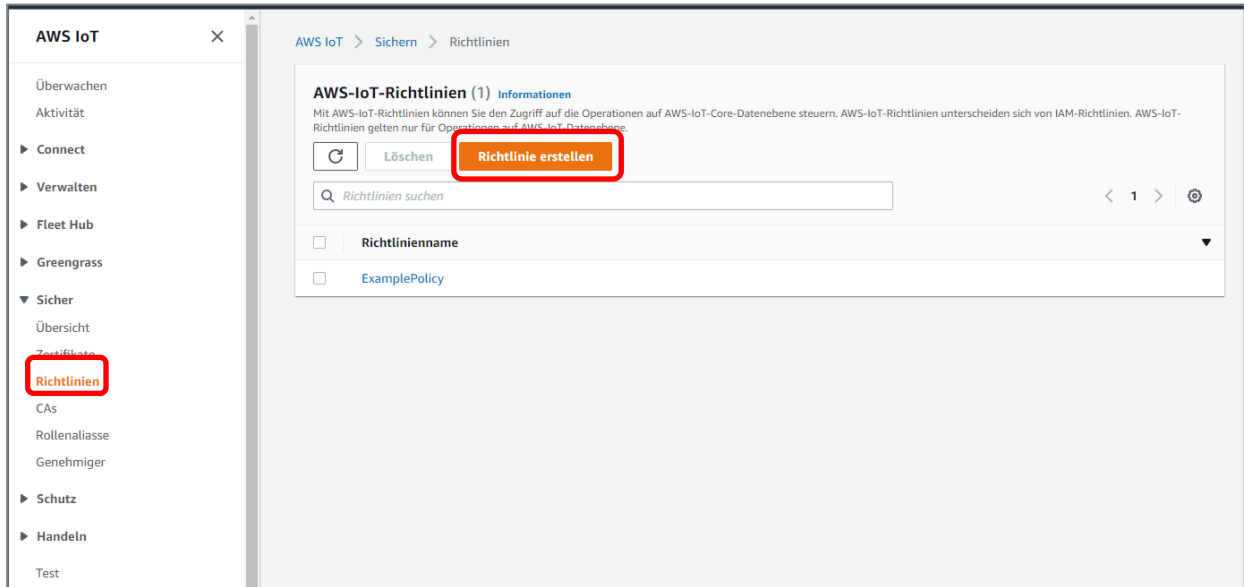 AWS IoT
Überwachen
Aktivität
Connect
Verwalten
Fleet Hub
Greengrass
Sicher
Übersicht
Zertifikate
Richtlinien
CAs
Rollenaliasse
Genehmiger
Schutz
Handeln
Test
AWS IoT > Sichern > Richtlinien
AWS-IoT-Richtlinien (1) Informationen
Mit AWS-IoT-Richtlinien können Sie den Zugriff auf die Operationen auf AWS-IoT-Core-Datenebene steuern. AWS-IoT-Richtlinien unterscheiden sich von IAM-Richtlinien. AWS-IoT-
Richtlinien gelten nur für Operationen auf AWS-IoT-Datenebene.
Löschen Richtlinie erstellen
Richtlinien suchen < 1 >
Richtlinienname
ExamplePolicy